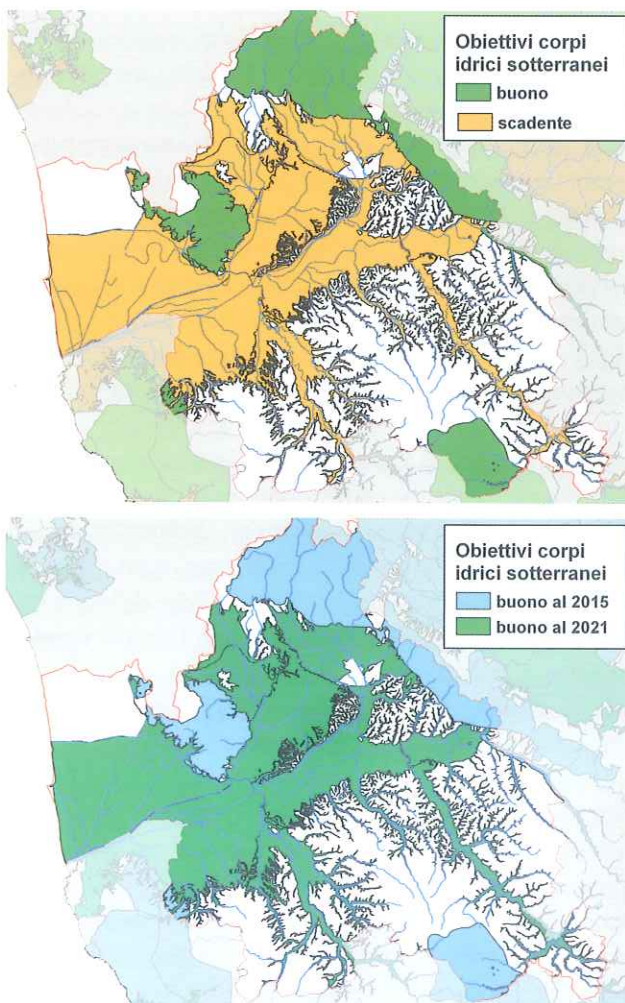 Obiettivi corpi
idrici sotterranei
buono
scadente
Obiettivi corpi
idrici sotterranei
buono al 2015
buono al 2021